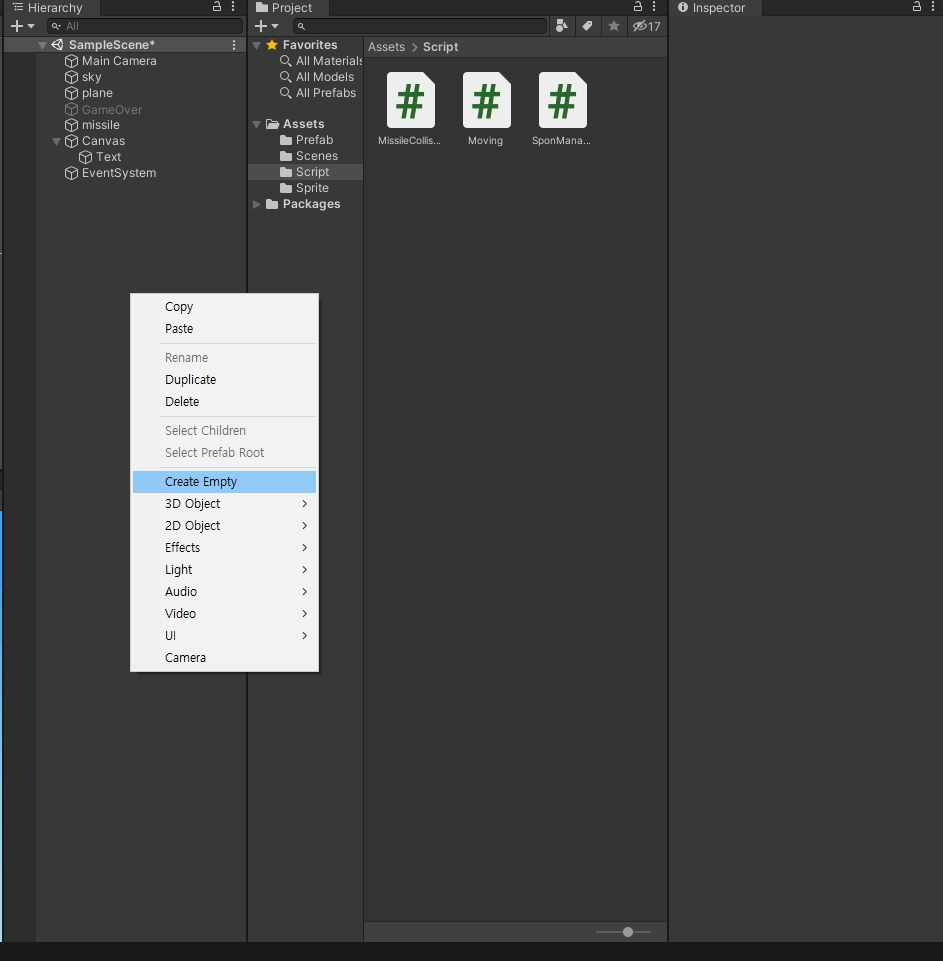 Hierarchy
All
SampleScene*
Main Camera
sky
plane
GameOver
missile
Canvas
Text
EventSystem
Project
17
Favorites
All Materials
All Models
All Prefabs
Assets
Prefab
Scenes
Script
Sprite
Packages
Assets > Script
MissileCollis...
Moving
SponMana...
Inspector
Copy
Paste
Rename
Duplicate
Delete
Select Children
Select Prefab Root
Create Empty
3D Object
2D Object
Effects
Light
Audio
Video
UI
Camera